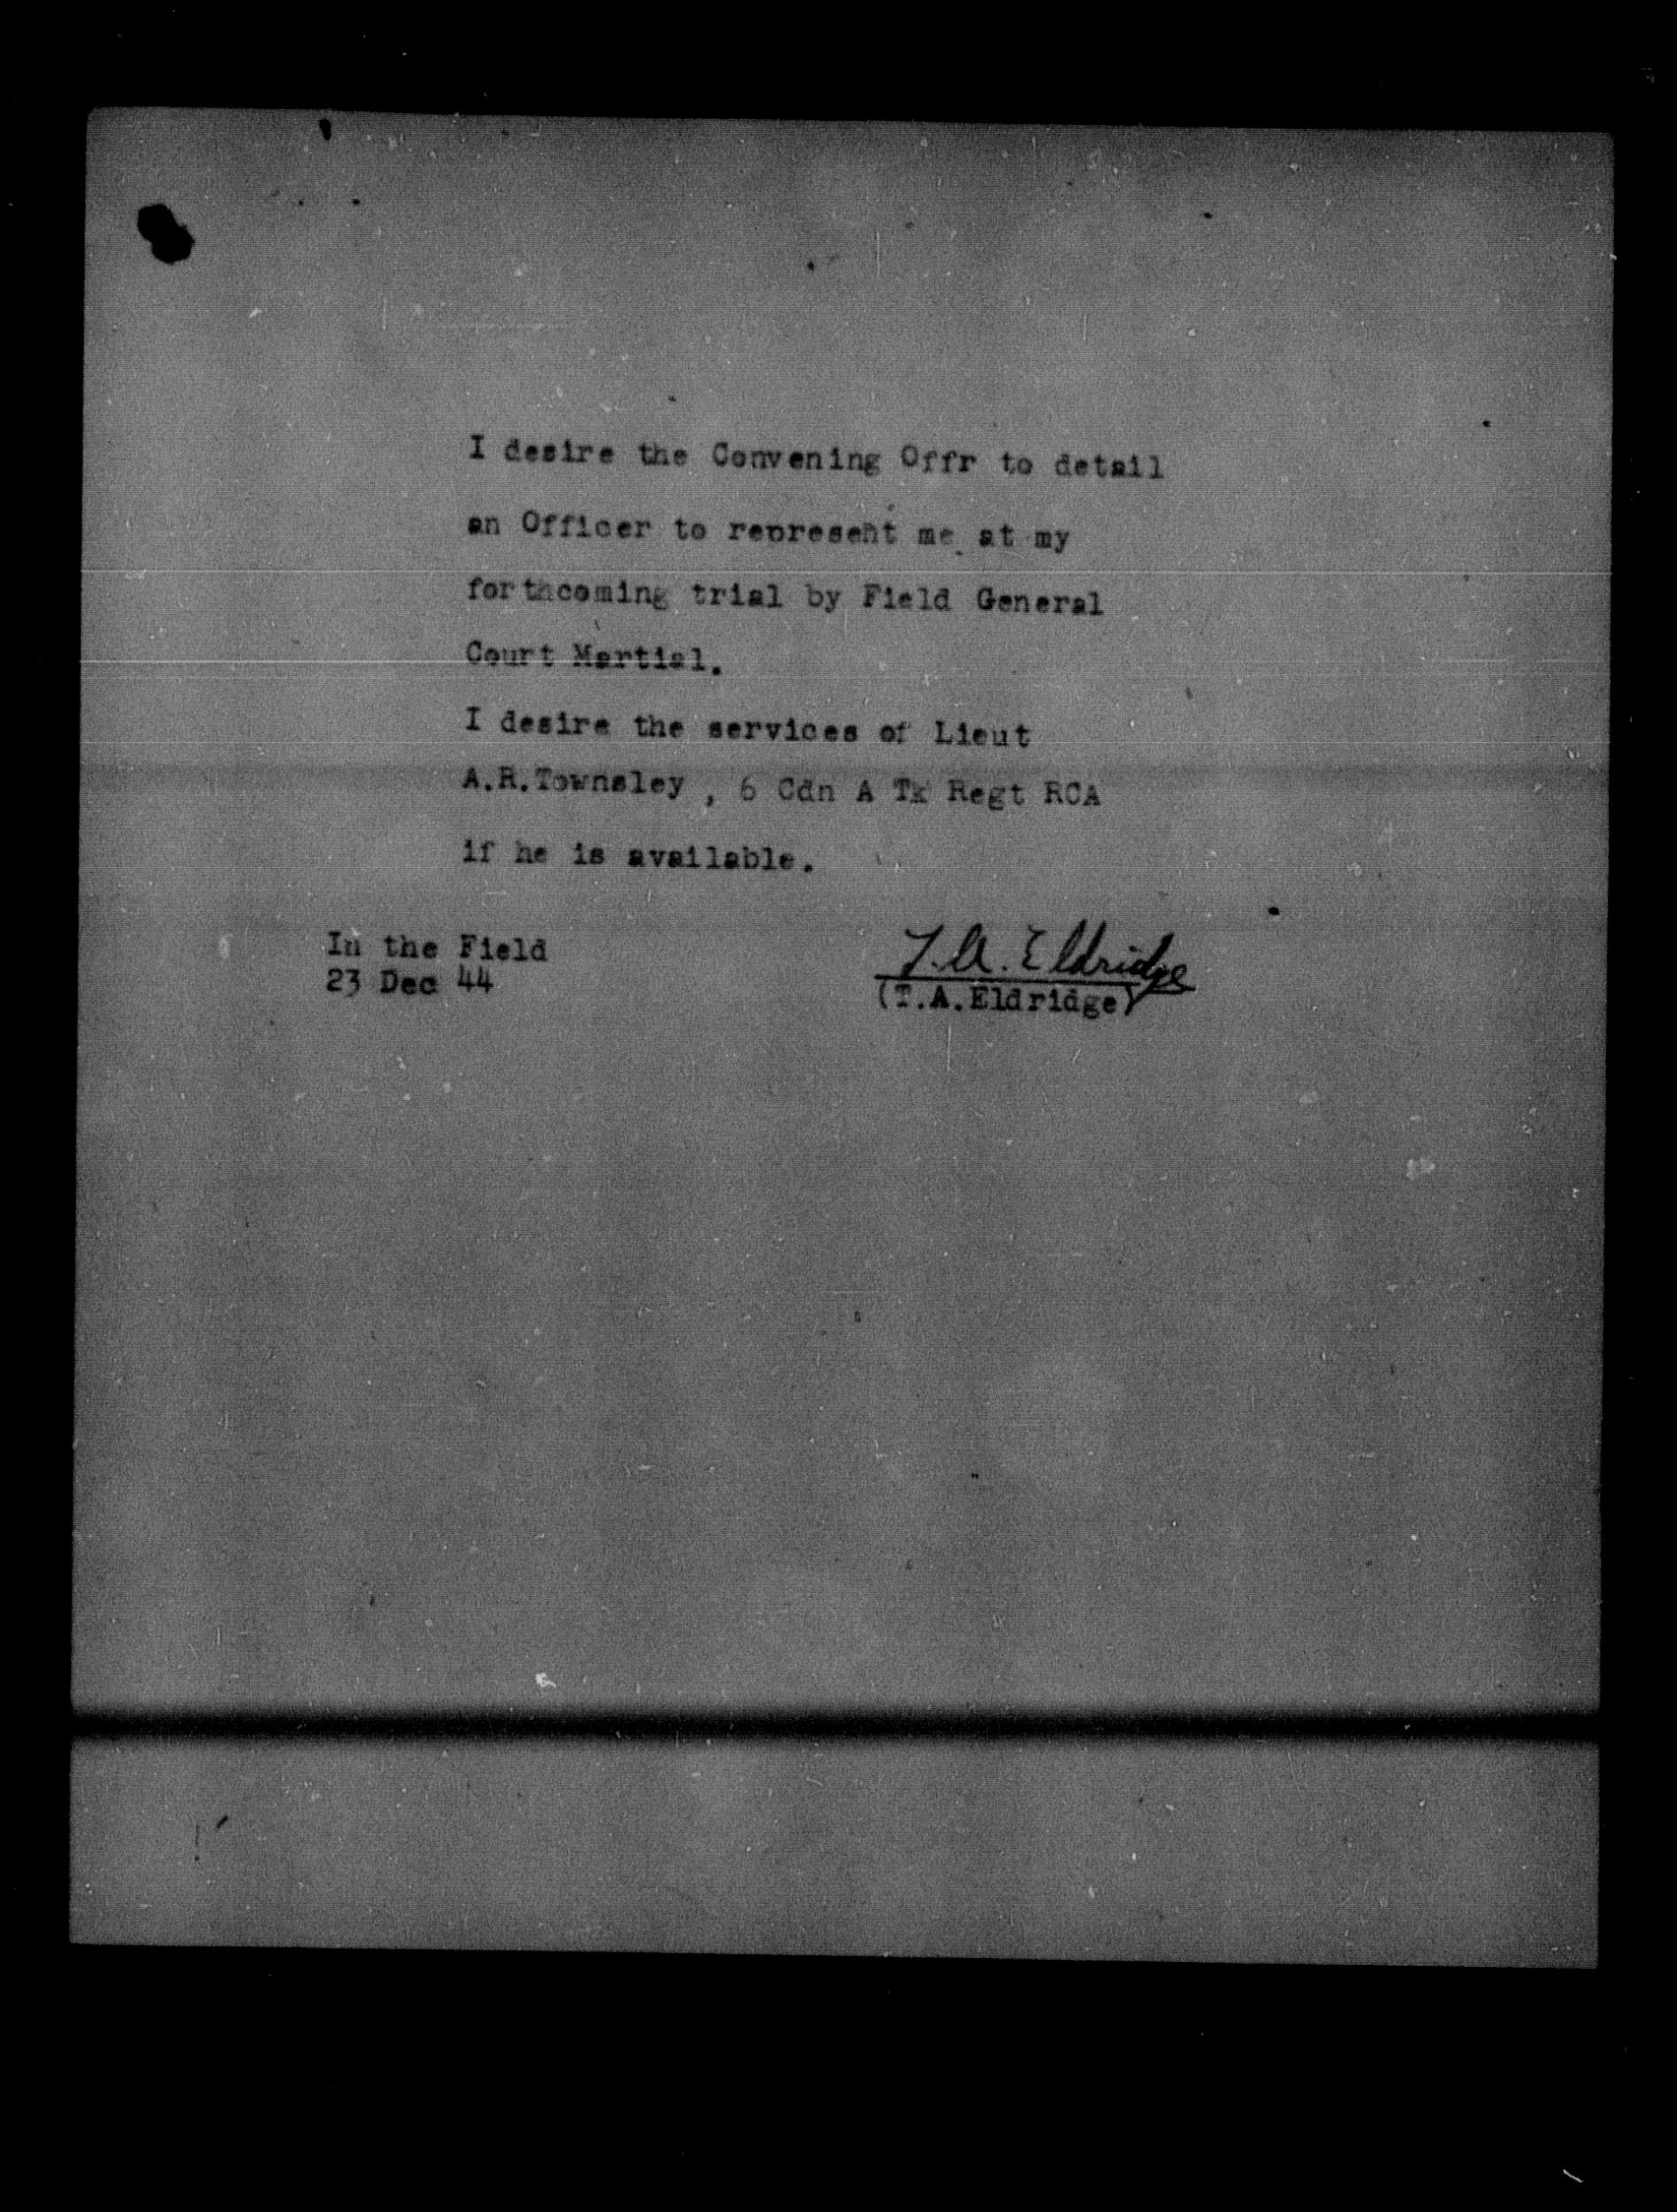 I desire the Convening Offr to detail
an Officer to represent me at my
forthcoming trial by Field General
Court Martial.
I desire the services of Lieut
A.R.Townsley , 6 Cdn A Tk Regt RCA
if he is available.
In the Field
23 Dec 44
T.A. Eldridge
(T.A.Eldridge)